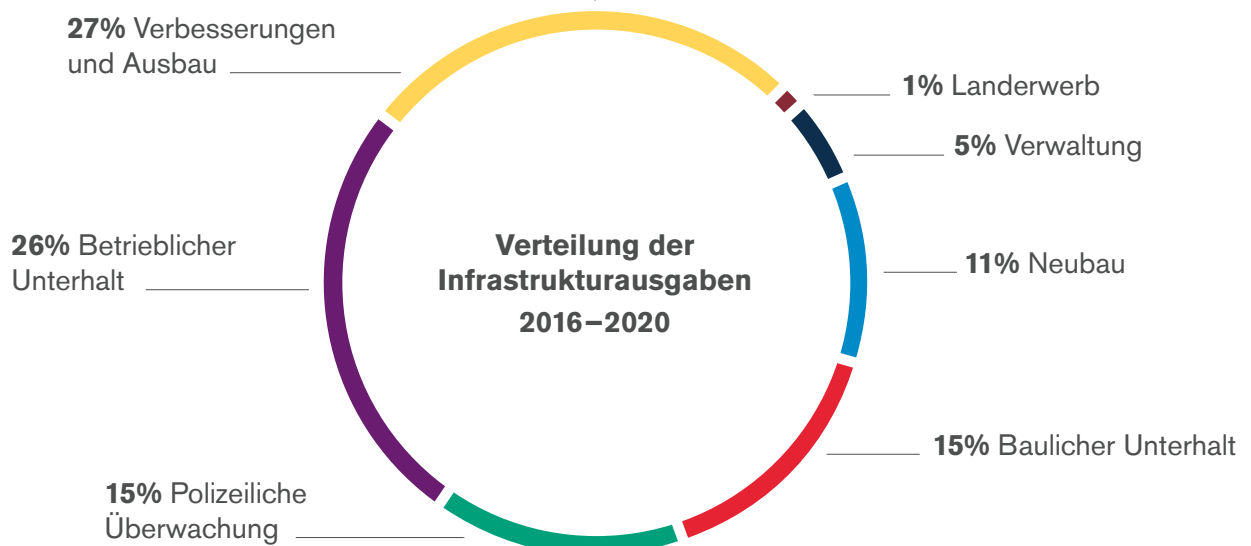 27% Verbesserungen
und Ausbau
1% Landerwerb
5% Verwaltung
26% Betrieblicher
Unterhalt
Verteilung der
Infrastrukturausgaben
2016–2020
11% Neubau
15% Baulicher Unterhalt
15% Polizeiliche
Überwachung